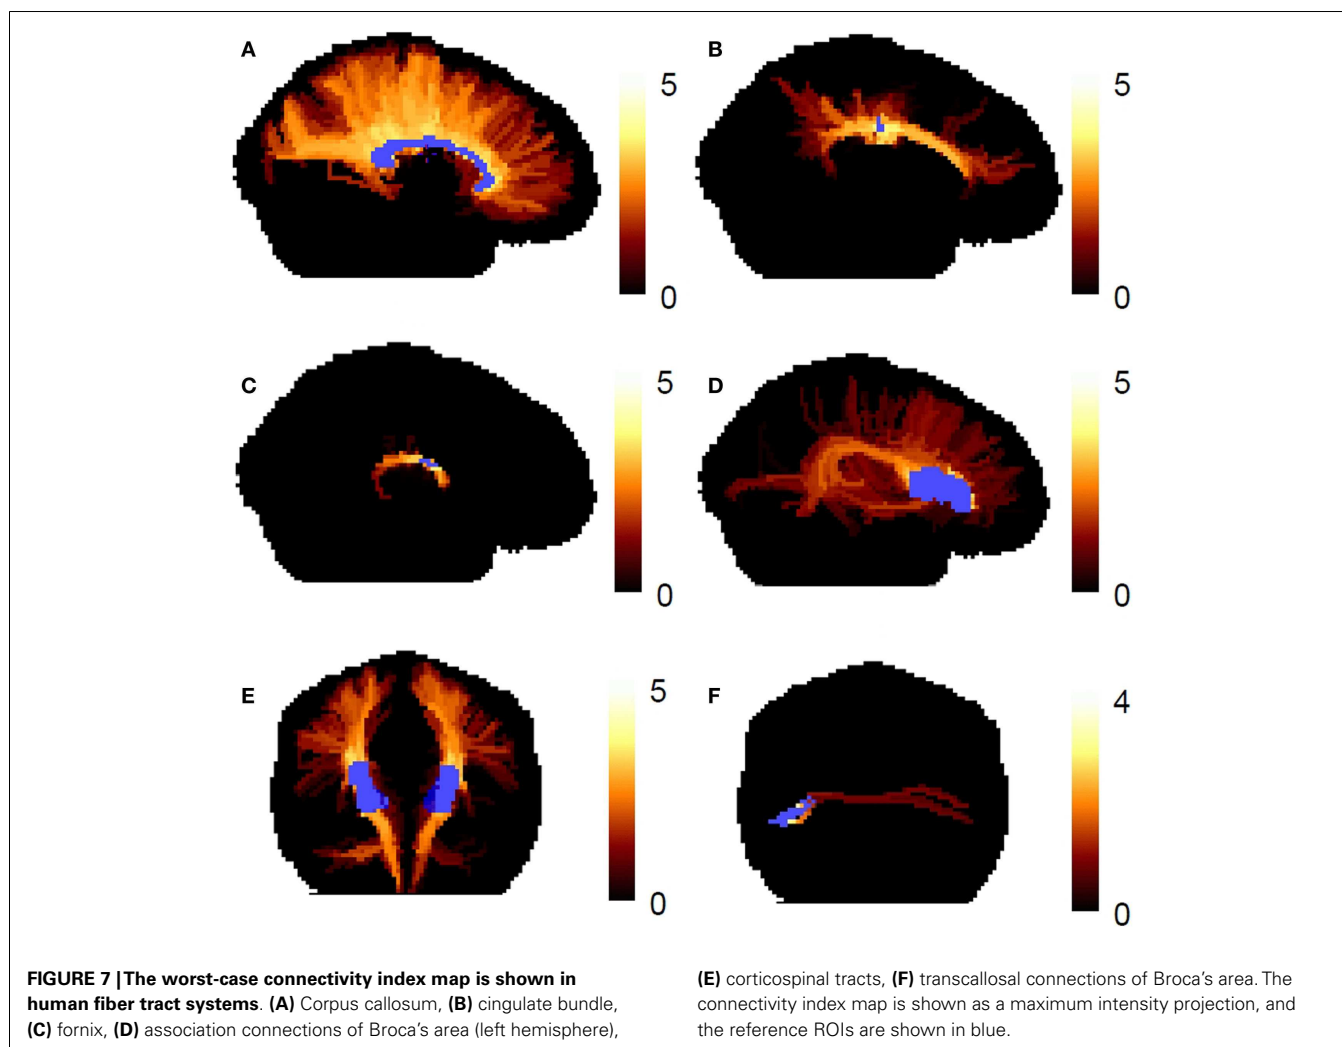 A
5
0
B
5
0
C
5
0
D
5
0
E
5
0
F
4
0
FIGURE 7 | The worst-case connectivity index map is shown in
human fiber tract systems. (A) Corpus callosum, (B) cingulate bundle,
(C) fornix, (D) association connections of Broca's area (left hemisphere),
(E) corticospinal tracts, (F) transcallosal connections of Broca's area. The
connectivity index map is shown as a maximum intensity projection, and
the reference ROIs are shown in blue.